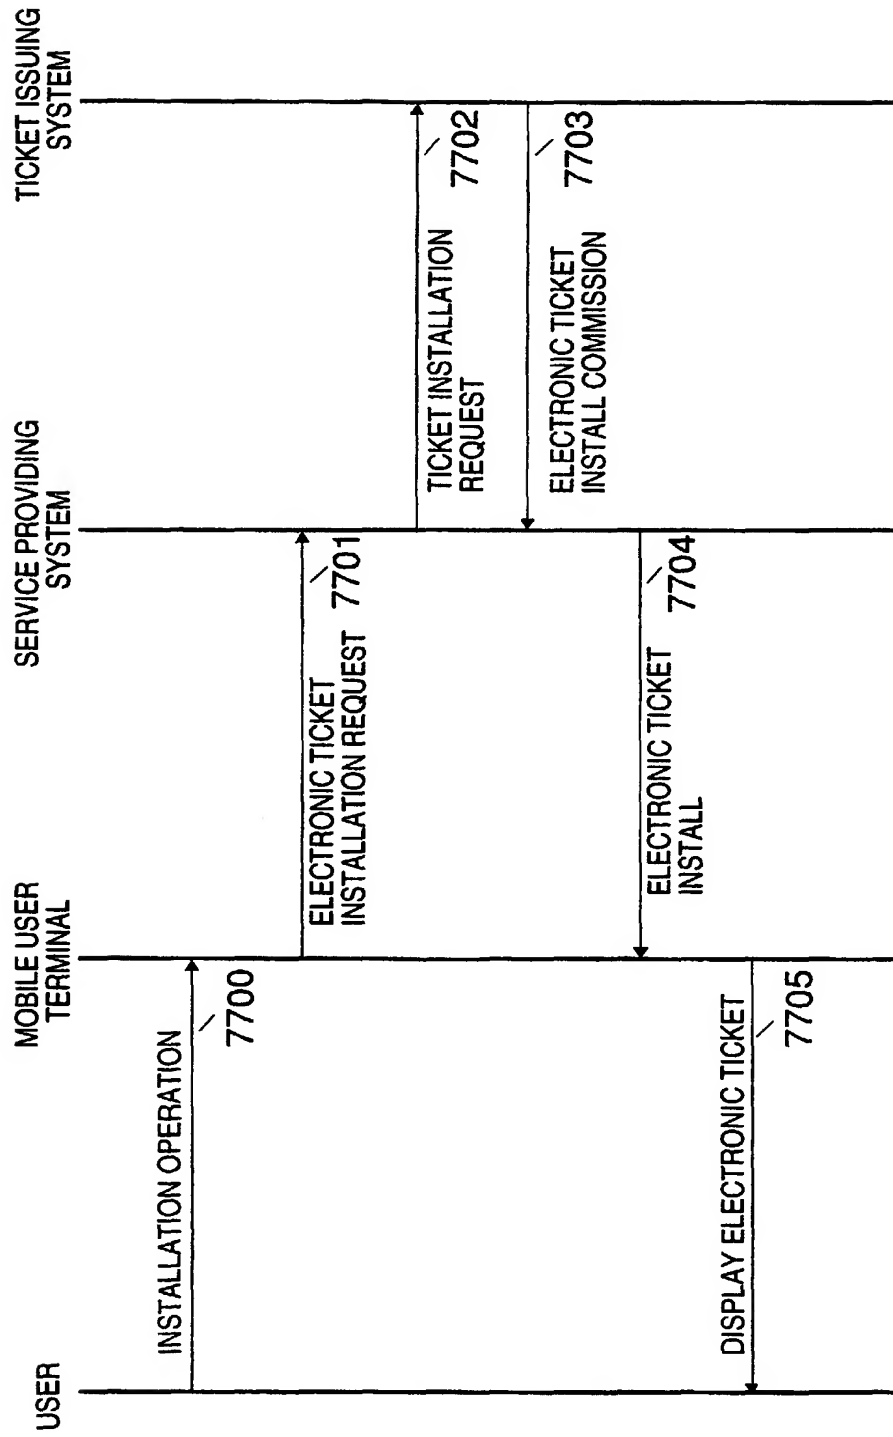 USER
MOBILE USER
TERMINAL
SERVICE PROVIDING
SYSTEM
TICKET ISSUING
SYSTEM
INSTALLATION OPERATION
7700
ELECTRONIC TICKET
INSTALLATION REQUEST
7701
TICKET INSTALLATION
REQUEST
7702
ELECTRONIC TICKET
INSTALL COMMISSION
7703
ELECTRONIC TICKET
INSTALL
7704
DISPLAY ELECTRONIC TICKET
7705